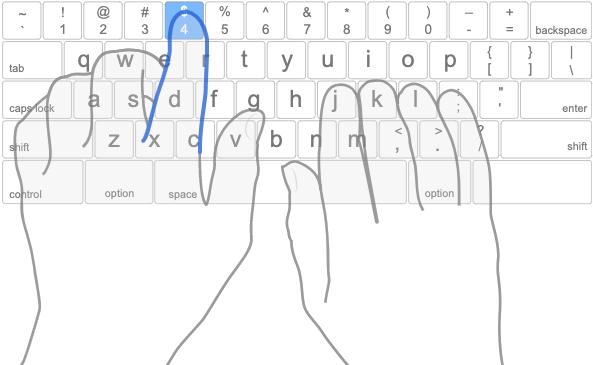 ~ ! @ # $ % ^ & * ( ) _ + backspace
` 1 2 3 4 5 6 7 8 9 0 - =
tab q w e r t y u i o p { [ } ] | \
caps lock a s d f g h j k l : ; " ' enter
shift z x c v b n m < , > . ? / shift
control option space option